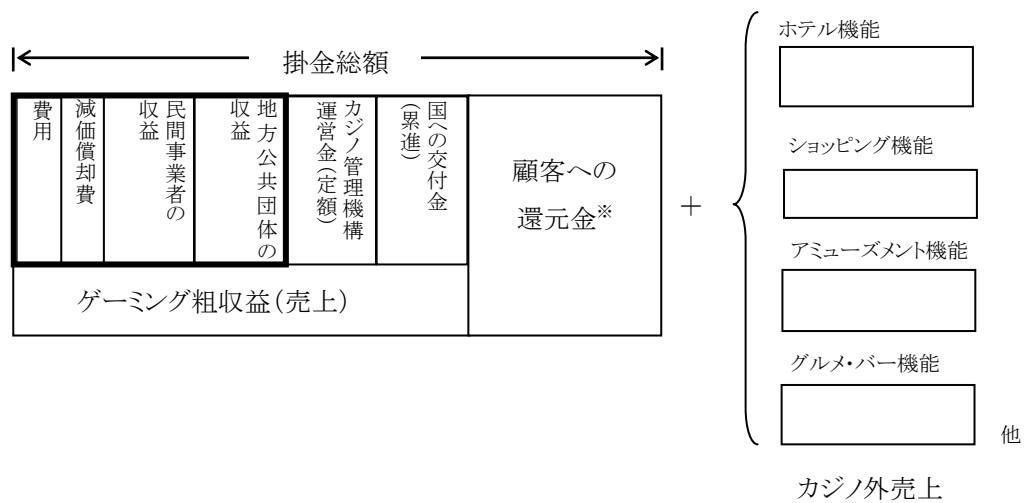 掛金総額
費用
減価償却費
民間事業者の
収益
地方公共団体の
収益
カジノ管理機構
運営金(定額)
国への交付金
(累進)
顧客への
還元金※
ゲーミング粗収益(売上)
+
ホテル機能
ショッピング機能
アミューズメント機能
グルメ・バー機能
他
カジノ外売上